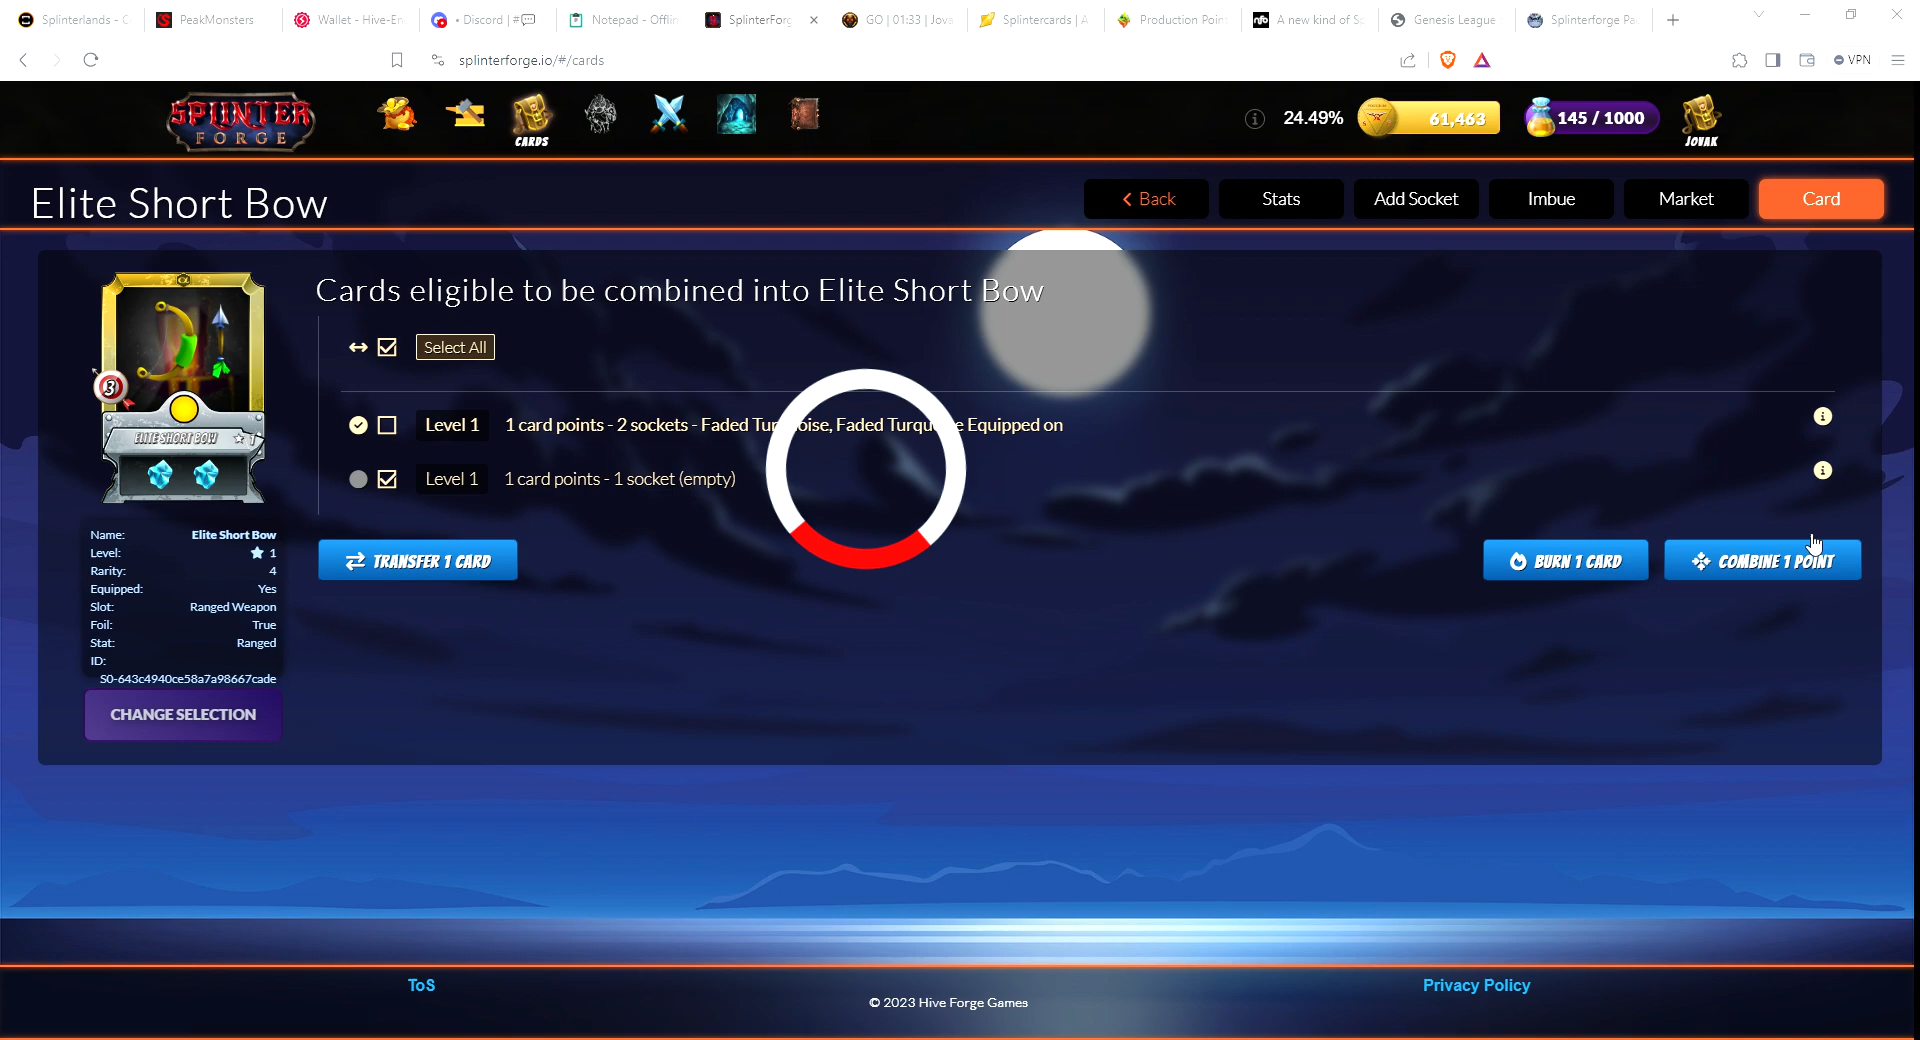 Splinterlands - C
PeakMonsters
Wallet - Hive-En
• Discord | #
Notepad - Offlin
SplinterForg
GO | 01:33 | Jova
Splintercards | A
Production Poin
A new kind of Sc
Genesis League
Splinterforge Pa
splinterforge.io/#/cards
VPN
SPLINTER
FORGE
CARDS
24.49%
61,463
145 / 1000
JOVAK
Elite Short Bow
Back
Stats
Add Socket
Imbue
Market
Card
Cards eligible to be combined into Elite Short Bow
Select All
Level 1 1 card points - 2 sockets - Faded Turquoise, Faded Turquoise Equipped on
Level 1 1 card points - 1 socket (empty)
3
ELITE SHORT BOW ★ 1
TRANSFER 1 CARD
BURN 1 CARD
COMBINE 1 POINT
Name: Elite Short Bow
Level: ★ 1
Rarity: 4
Equipped: Yes
Slot: Ranged Weapon
Foil: True
Stat: Ranged
ID:
S0-643c4940ce58a7a98667cade
CHANGE SELECTION
ToS
Privacy Policy
© 2023 Hive Forge Games